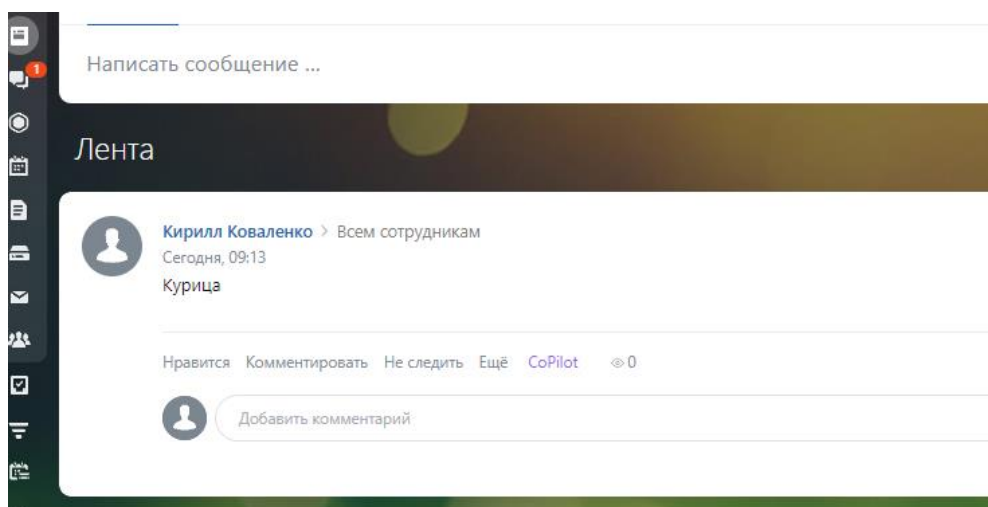 1
Написать сообщение ...
Лента
Кирилл Коваленко > Всем сотрудникам
Сегодня, 09:13
Курица
Нравится Комментировать Не следить Ещё CoPilot 0
Добавить комментарий